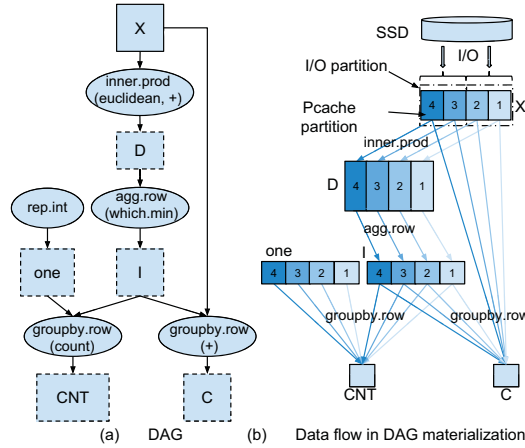 X
inner.prod
(euclidean, +)
D
rep.int
agg.row
(which.min)
one
I
groupby.row
(count)
groupby.row
(+)
CNT
C
(a) DAG
SSD
I/O
I/O partition
4 3 2 1 X
Pcache
partition
inner.prod
D 4 3 2 1
agg.row
one I
4 3 2 1 4 3 2 1
groupby.row groupby.row
CNT C
(b) Data flow in DAG materialization